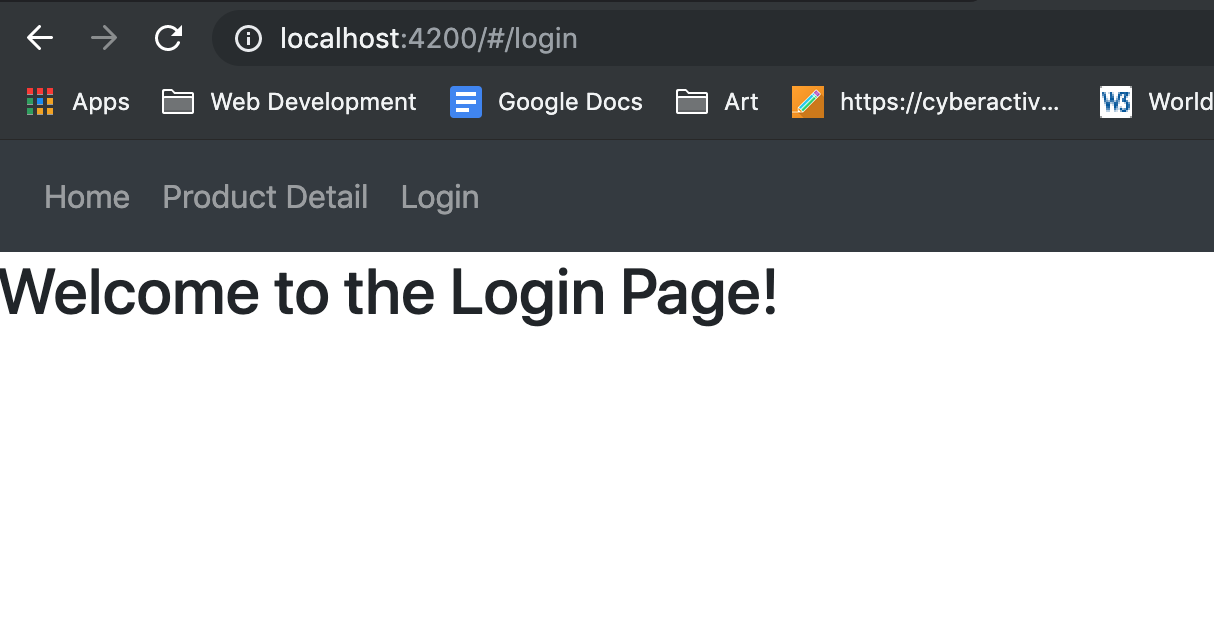 localhost:4200/#/login
Apps Web Development Google Docs Art https://cyberactiv... W3 World
Home Product Detail Login
Welcome to the Login Page!